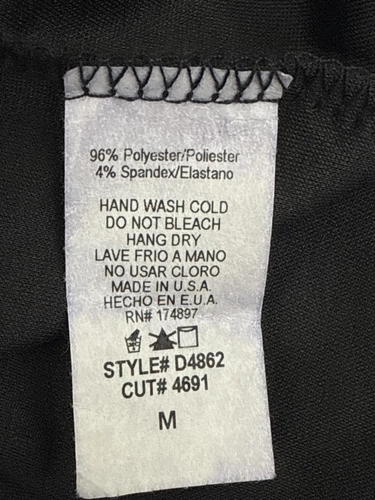 96% Polyester/Poliester
4% Spandex/Elastano
HAND WASH COLD
DO NOT BLEACH
HANG DRY
LAVE FRIO A MANO
NO USAR CLORO
MADE IN U.S.A.
HECHO EN E.U.A.
RN# 174897
STYLE# D4862
CUT# 4691
M